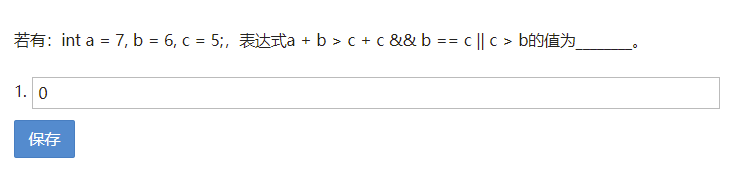 若有：int a = 7, b = 6, c = 5;，表达式a + b > c + c && b == c || c > b的值为_______。
1. 0
保存